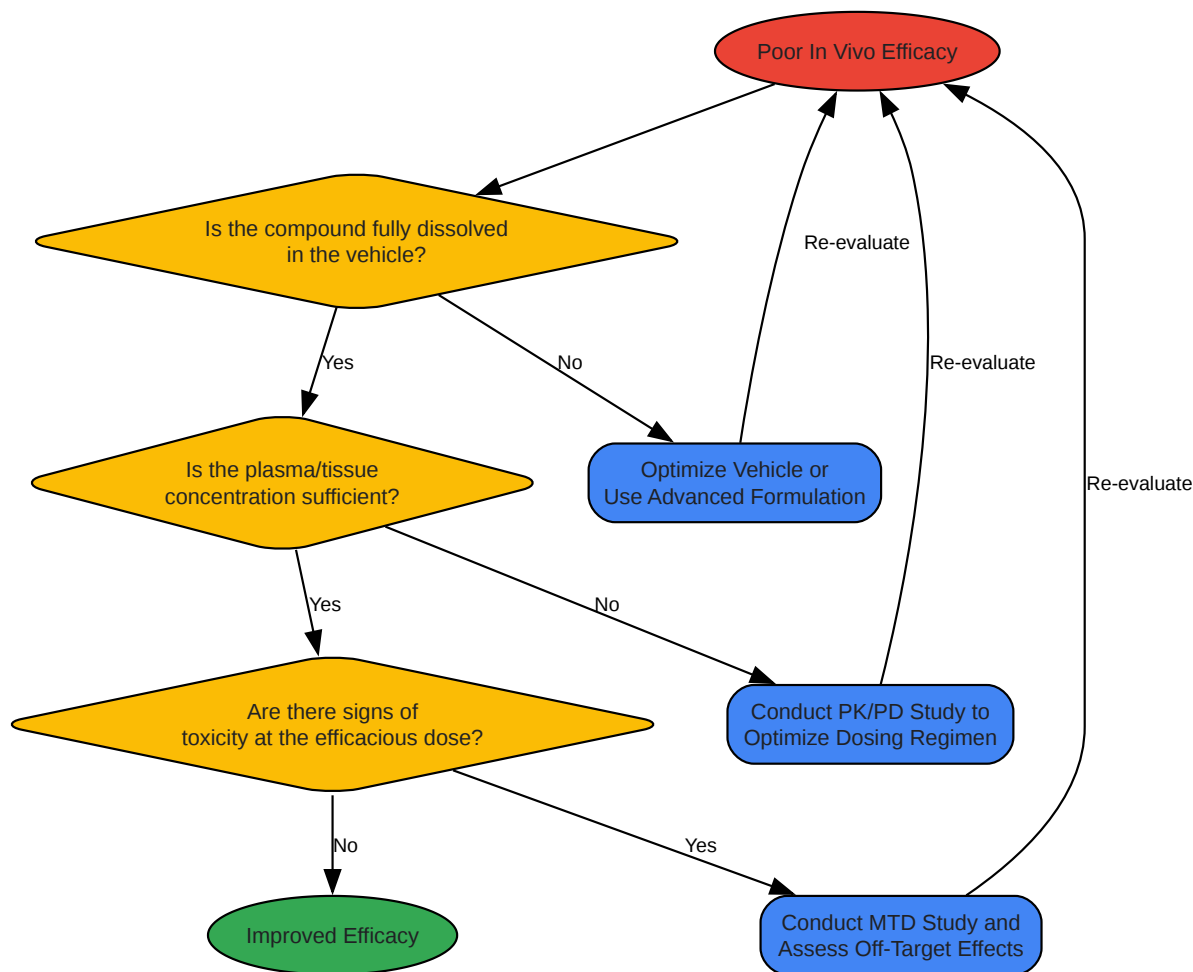 Poor In Vivo Efficacy
Is the compound fully dissolved
in the vehicle?
Re-evaluate
Yes
No
Re-evaluate
Is the plasma/tissue
concentration sufficient?
Optimize Vehicle or
Use Advanced Formulation
Re-evaluate
Yes
No
Are there signs of
toxicity at the efficacious dose?
Conduct PK/PD Study to
Optimize Dosing Regimen
No
Yes
Improved Efficacy
Conduct MTD Study and
Assess Off-Target Effects